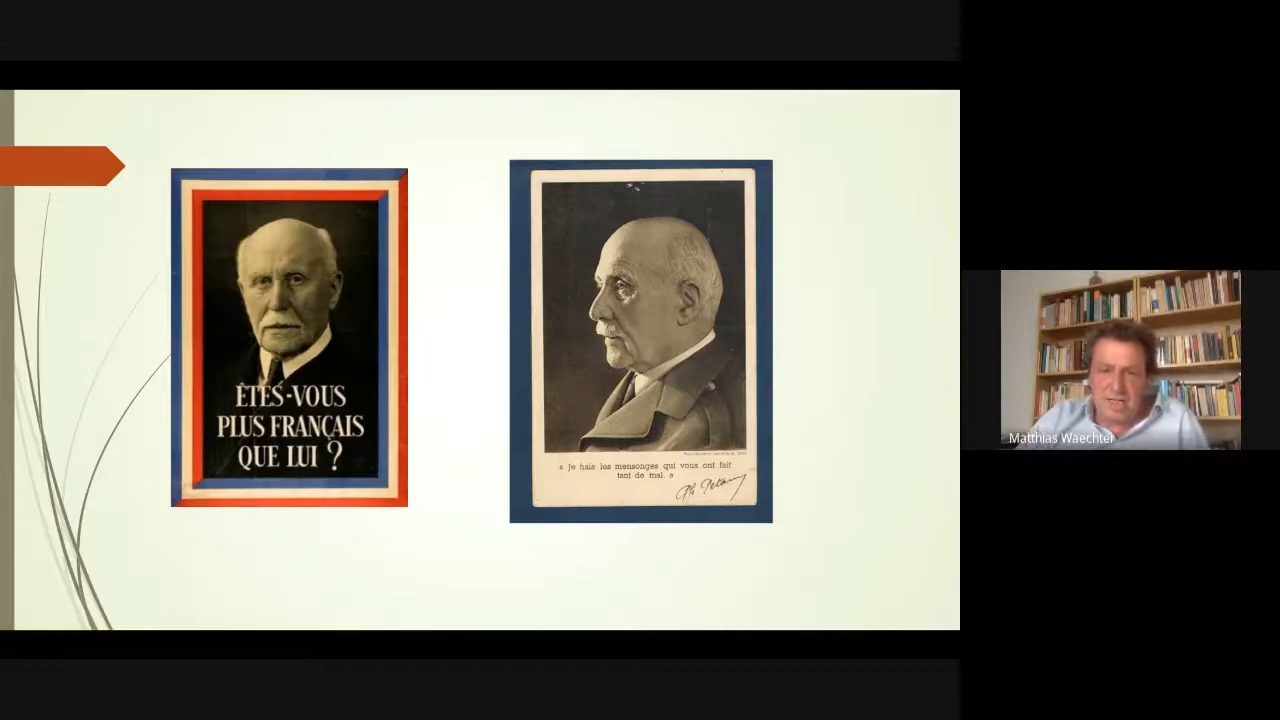 ÊTES-VOUS
PLUS FRANÇAIS
QUE LUI ?
« Je hais les mensonges qui vous ont fait
tant de mal. »
Ph. Pétain
Matthias Waechter